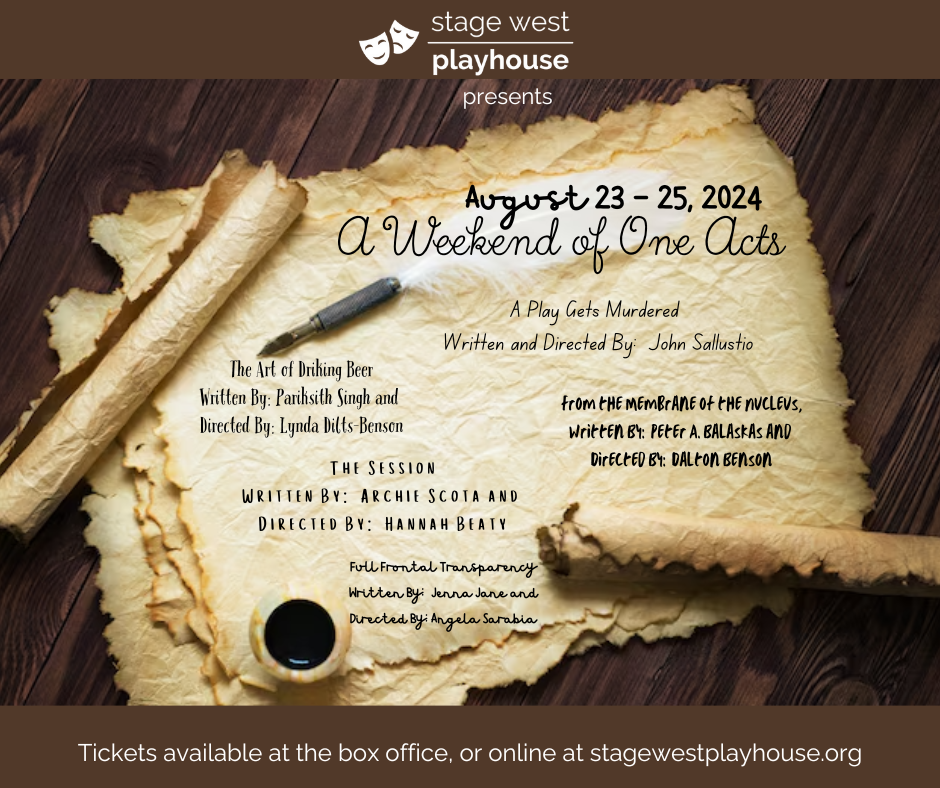 stage west
playhouse
presents
August 23 - 25, 2024
A Weekend of One Acts
A Play Gets Murdered
Written and Directed By: John Sallustio
The Art of Driking Beer
Written By: Pariksith Singh and
Directed By: Lynda Dilts-Benson
From the Membrane of the Nucleus,
Written By: Peter A. Balaskas and
Directed By: Dalton Benson
The Session
Written By: Archie Scota and
Directed By: Hannah Beaty
Full Frontal Transparency
Written By: Jenna Jane and
Directed By: Angela Sarabia
Tickets available at the box office, or online at stagewestplayhouse.org